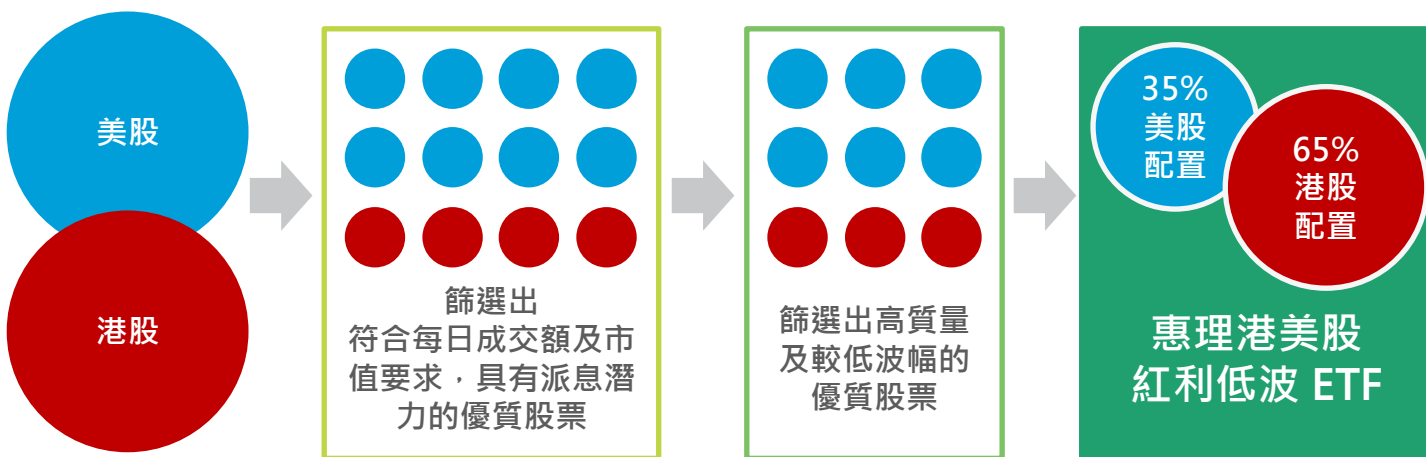 美股
港股
篩選出
符合每日成交額及市
值要求，具有派息潛
力的優質股票
篩選出高質量
及較低波幅的
優質股票
35%
美股
配置
65%
港股
配置
惠理港美股
紅利低波 ETF